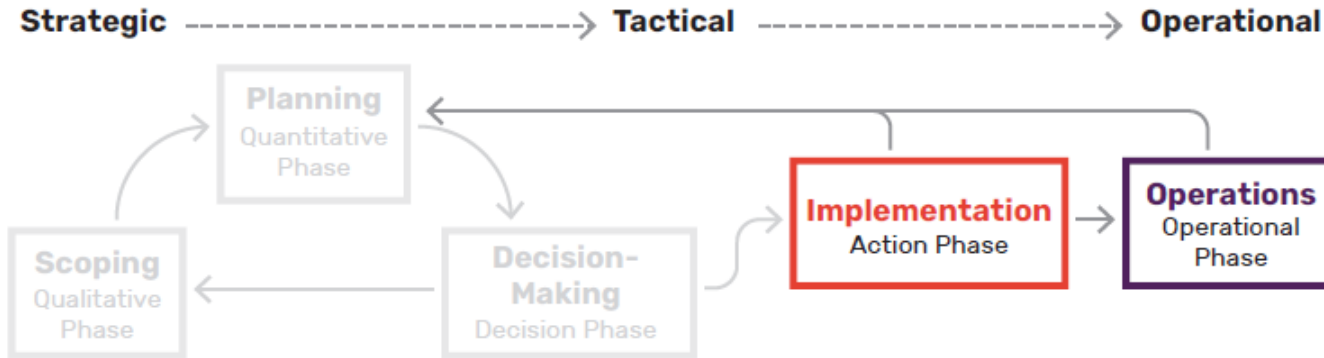 Strategic
Tactical
Operational
Planning
Quantitative
Phase
Scoping
Qualitative
Phase
Decision-
Making
Decision Phase
Implementation
Action Phase
Operations
Operational
Phase